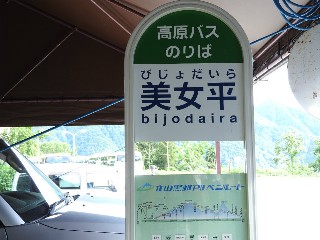 高原バス
のりば
びじょだいら
美女平
bijodaira
立山黒部アルペンルート